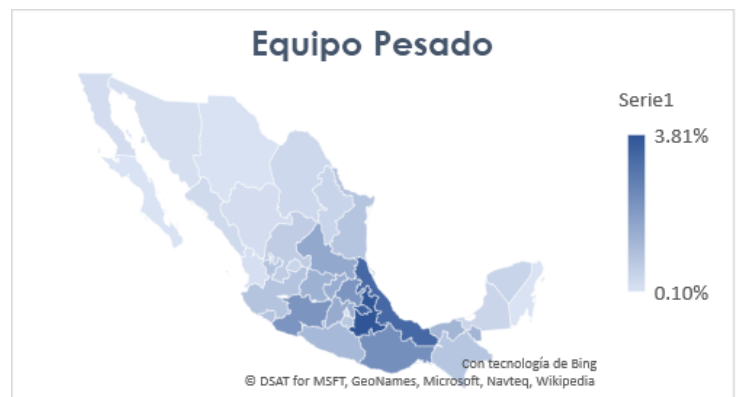 Equipo Pesado
Serie1
3.81%
0.10%
Con tecnología de Bing
© DSAT for MSFT, GeoNames, Microsoft, Navteq, Wikipedia